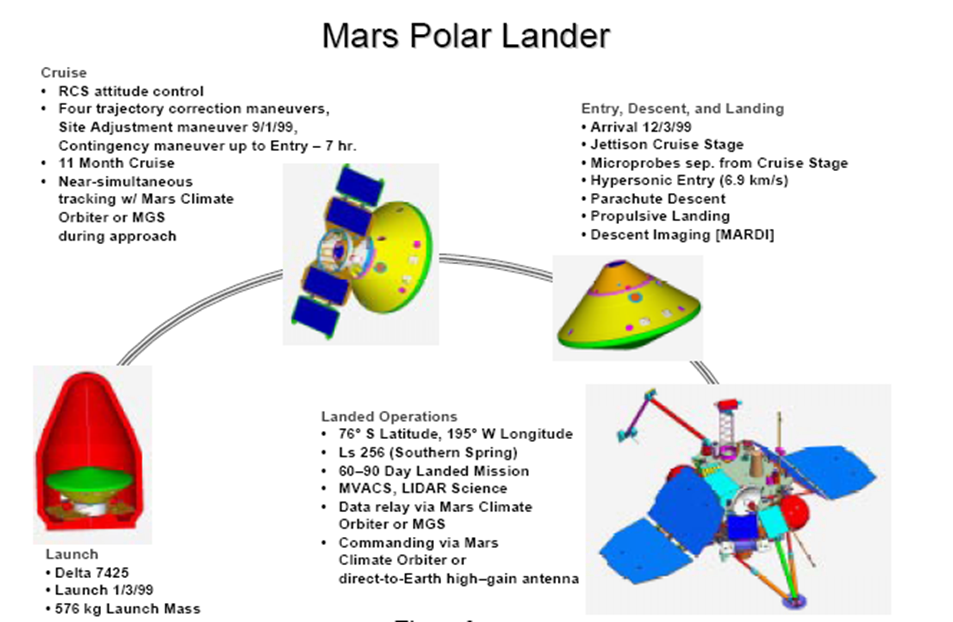 Mars Polar Lander
Cruise
• RCS attitude control
• Four trajectory correction maneuvers,
Site Adjustment maneuver 9/1/99,
Contingency maneuver up to Entry – 7 hr.
• 11 Month Cruise
• Near-simultaneous
tracking w/ Mars Climate
Orbiter or MGS
during approach
Entry, Descent, and Landing
• Arrival 12/3/99
• Jettison Cruise Stage
• Microprobes sep. from Cruise Stage
• Hypersonic Entry (6.9 km/s)
• Parachute Descent
• Propulsive Landing
• Descent Imaging [MARDI]
Launch
• Delta 7425
• Launch 1/3/99
• 576 kg Launch Mass
Landed Operations
• 76° S Latitude, 195° W Longitude
• Ls 256 (Southern Spring)
• 60–90 Day Landed Mission
• MVACS, LIDAR Science
• Data relay via Mars Climate
Orbiter or MGS
• Commanding via Mars
Climate Orbiter or
direct-to-Earth high–gain antenna